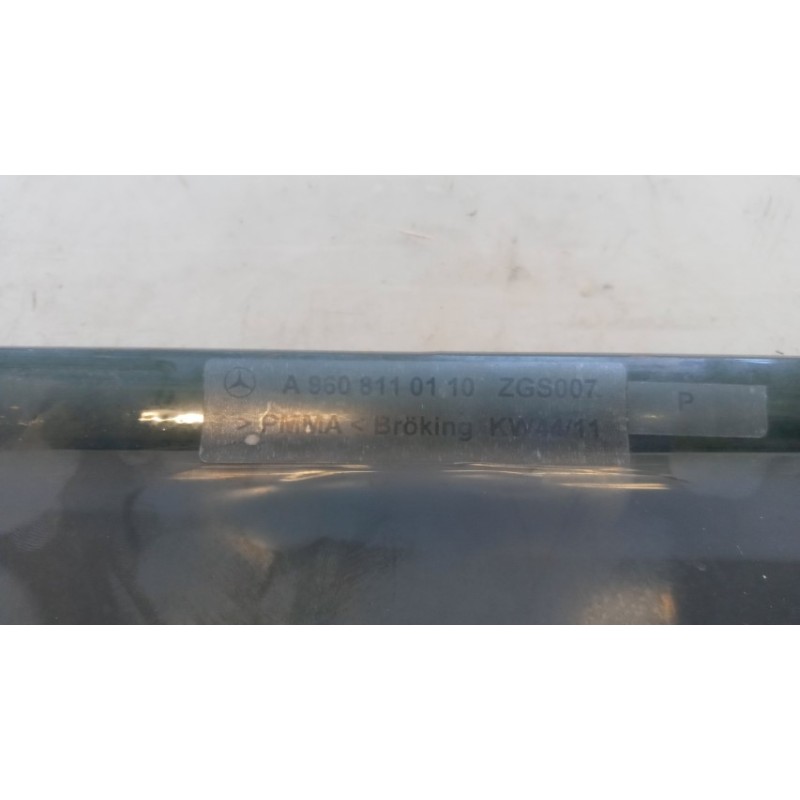 A 960 811 01 10 ZGS007
P
> PMMA < Bröking KW44/11